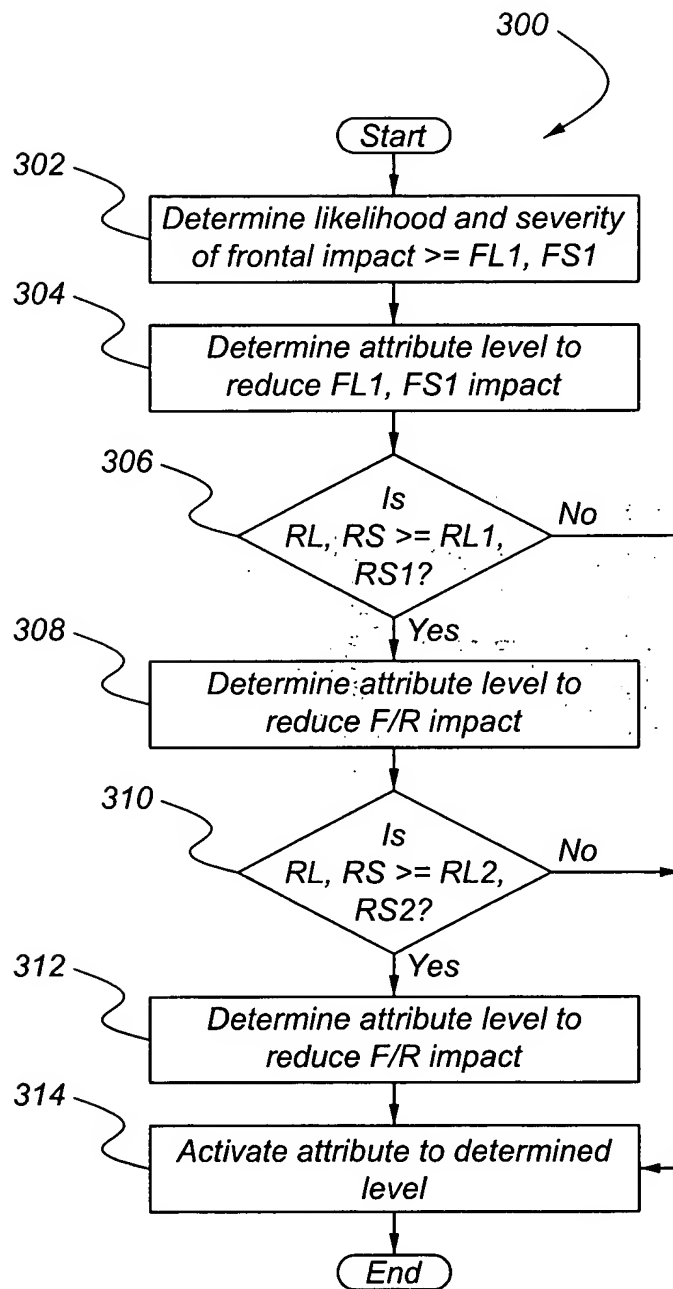 300
Start
302
Determine likelihood and severity
of frontal impact >= FL1, FS1
304
Determine attribute level to
reduce FL1, FS1 impact
306
Is
RL, RS >= RL1,
RS1?
No
Yes
308
Determine attribute level to
reduce F/R impact
310
Is
RL, RS >= RL2,
RS2?
No
Yes
312
Determine attribute level to
reduce F/R impact
314
Activate attribute to determined
level
End